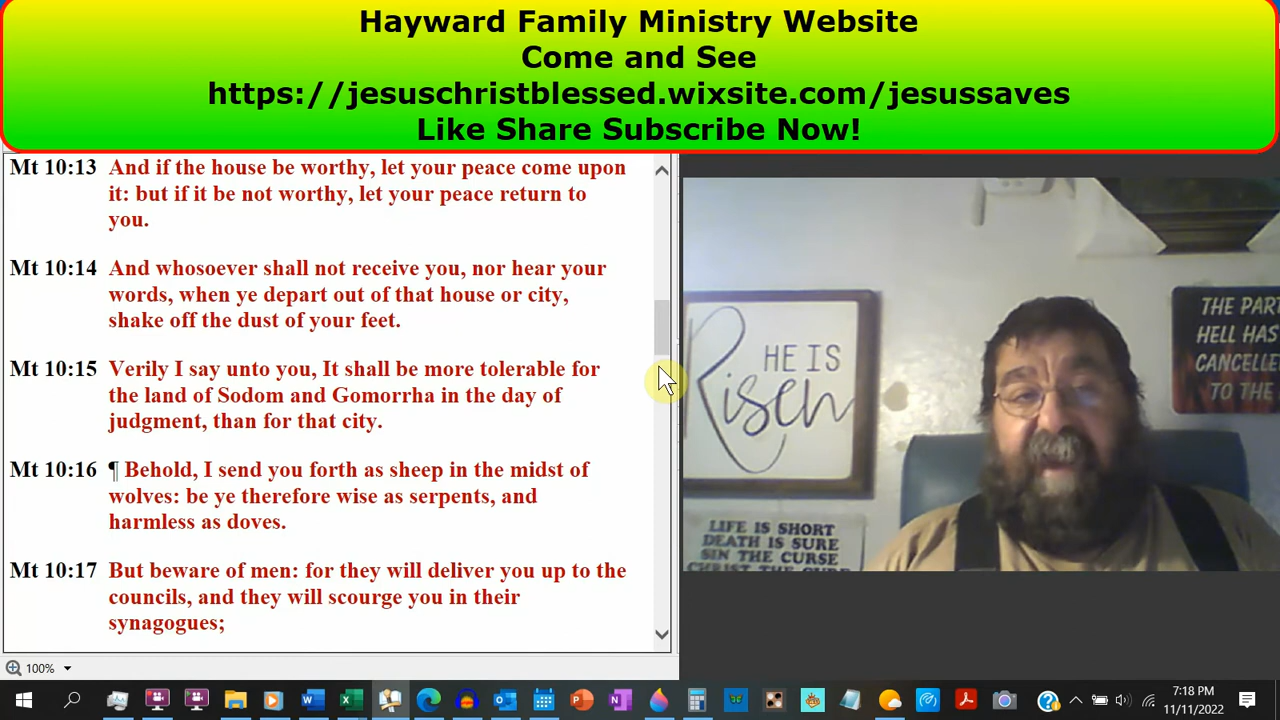 Hayward Family Ministry Website
Come and See
https://jesuschristblessed.wixsite.com/jesussaves
Like Share Subscribe Now!
Mt 10:13 And if the house be worthy, let your peace come upon
it: but if it be not worthy, let your peace return to
you.
Mt 10:14 And whosoever shall not receive you, nor hear your
words, when ye depart out of that house or city,
shake off the dust of your feet.
Mt 10:15 Verily I say unto you, It shall be more tolerable for
the land of Sodom and Gomorrha in the day of
judgment, than for that city.
Mt 10:16 ¶ Behold, I send you forth as sheep in the midst of
wolves: be ye therefore wise as serpents, and
harmless as doves.
Mt 10:17 But beware of men: for they will deliver you up to the
councils, and they will scourge you in their
synagogues;
HE IS
Risen
THE PAR
HELL HAS
CANCELLE
TO THE
LIFE IS SHORT
DEATH IS SURE
SIN THE CURSE
CHRIST THE CURE
100%
7:18 PM
11/11/2022